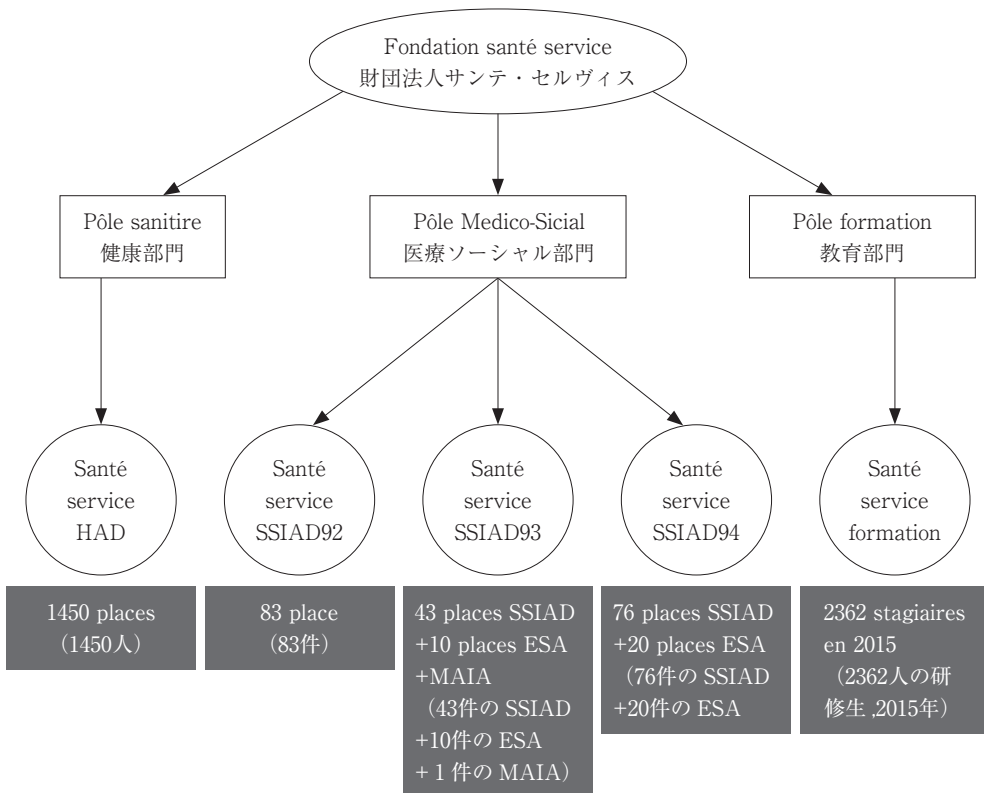 Fondation santé service
財団法人サンテ・セルヴィス
Pôle sanitire
健康部門
Pôle Medico-Sicial
医療ソーシャル部門
Pôle formation
教育部門
Santé
service
HAD
Santé
service
SSIAD92
Santé
service
SSIAD93
Santé
service
SSIAD94
Santé
service
formation
1450 places
（1450人）
83 place
（83件）
43 places SSIAD
+10 places ESA
+MAIA
（43件の SSIAD
+10件の ESA
+１件の MAIA）
76 places SSIAD
+20 places ESA
（76件の SSIAD
+20件の ESA
2362 stagiaires
en 2015
（2362人の研
修生 ,2015年）